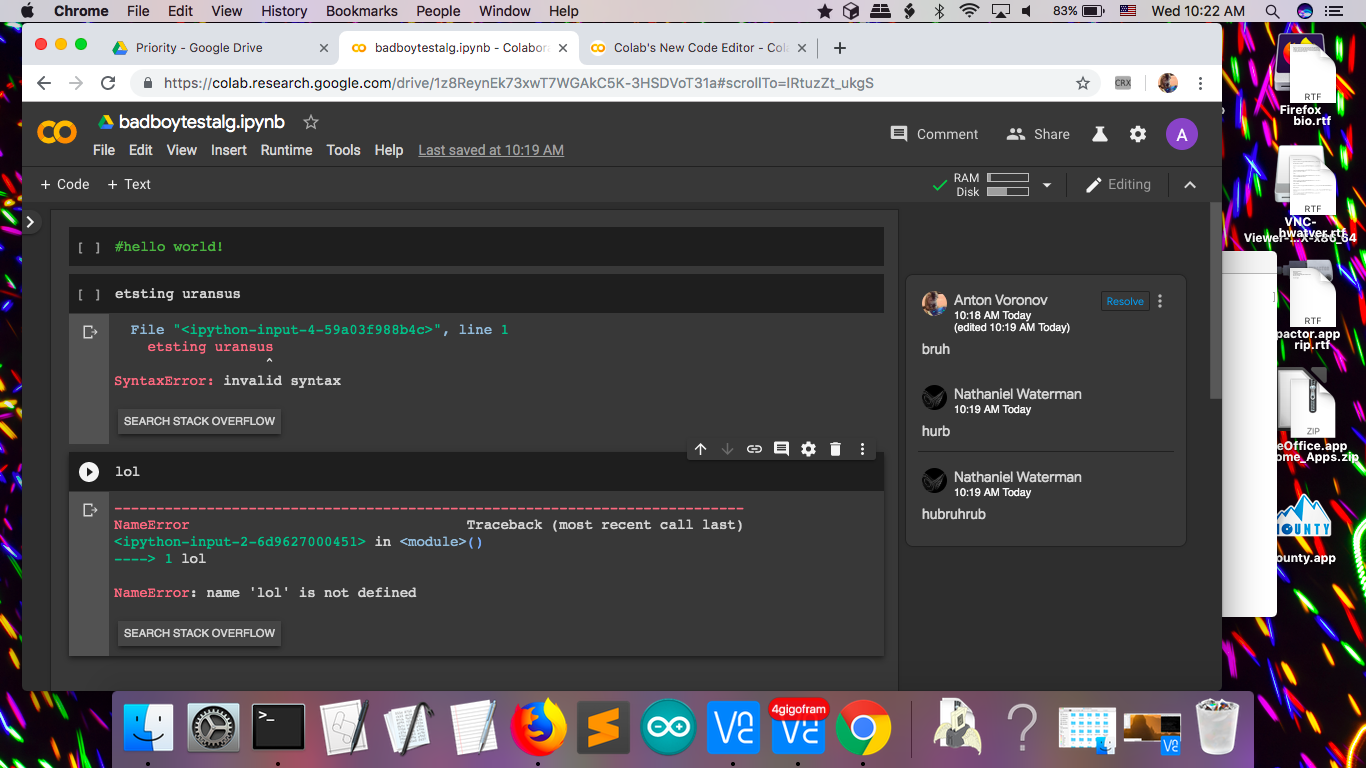 Chrome File Edit View History Bookmarks People Window Help 83% Wed 10:22 AM
Priority - Google Drive badboytestalg.ipynb - Colabora Colab's New Code Editor - Cola
https://colab.research.google.com/drive/1z8ReynEk73xwT7WGAkC5K-3HSDVoT31a#scrollTo=lRtuzZt_ukgS CRX
badboytestalg.ipynb
Comment Share A
File Edit View Insert Runtime Tools Help Last saved at 10:19 AM
+ Code + Text
RAM
Disk
Editing
[ ] #hello world!
[ ] etsting uransus
File "<ipython-input-4-59a03f988b4c>", line 1
etsting uransus
^
SyntaxError: invalid syntax
SEARCH STACK OVERFLOW
lol
---------------------------------------------------------------------------
NameError Traceback (most recent call last)
<ipython-input-2-6d9627000451> in <module>()
----> 1 lol
NameError: name 'lol' is not defined
SEARCH STACK OVERFLOW
Anton Voronov
Resolve
10:18 AM Today
(edited 10:19 AM Today)
bruh
Nathaniel Waterman
10:19 AM Today
hurb
Nathaniel Waterman
10:19 AM Today
hubruhrub
RTF
Firefox
bio.rtf
RTF
VNC-
hwatver.rtf
Viewer-...X-x86_64
RTF
pactor.app
rip.rtf
ZIP
eOffice.app
ome_Apps.zip
OUNTY
ounty.app
>_
4gigofram
?